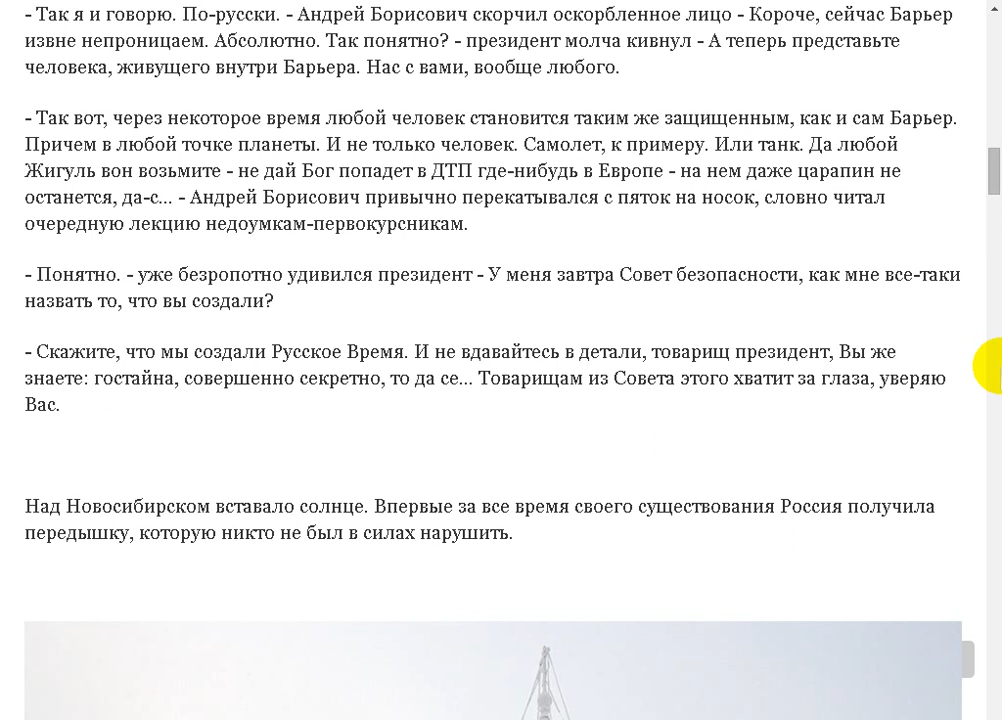 - Так я и говорю. По-русски. - Андрей Борисович скорчил оскорбленное лицо - Короче, сейчас Барьер
извне непроницаем. Абсолютно. Так понятно? - президент молча кивнул - А теперь представьте
человека, живущего внутри Барьера. Нас с вами, вообще любого.
- Так вот, через некоторое время любой человек становится таким же защищенным, как и сам Барьер.
Причем в любой точке планеты. И не только человек. Самолет, к примеру. Или танк. Да любой
Жигуль вон возьмите - не дай Бог попадет в ДТП где-нибудь в Европе - на нем даже царапин не
останется, да-с... - Андрей Борисович привычно перекатывался с пяток на носок, словно читал
очередную лекцию недоумкам-первокурсникам.
- Понятно. - уже безропотно удивился президент - У меня завтра Совет безопасности, как мне все-таки
назвать то, что вы создали?
- Скажите, что мы создали Русское Время. И не вдавайтесь в детали, товарищ президент, Вы же
знаете: гостайна, совершенно секретно, то да се... Товарищам из Совета этого хватит за глаза, уверяю
Вас.
Над Новосибирском вставало солнце. Впервые за все время своего существования Россия получила
передышку, которую никто не был в силах нарушить.